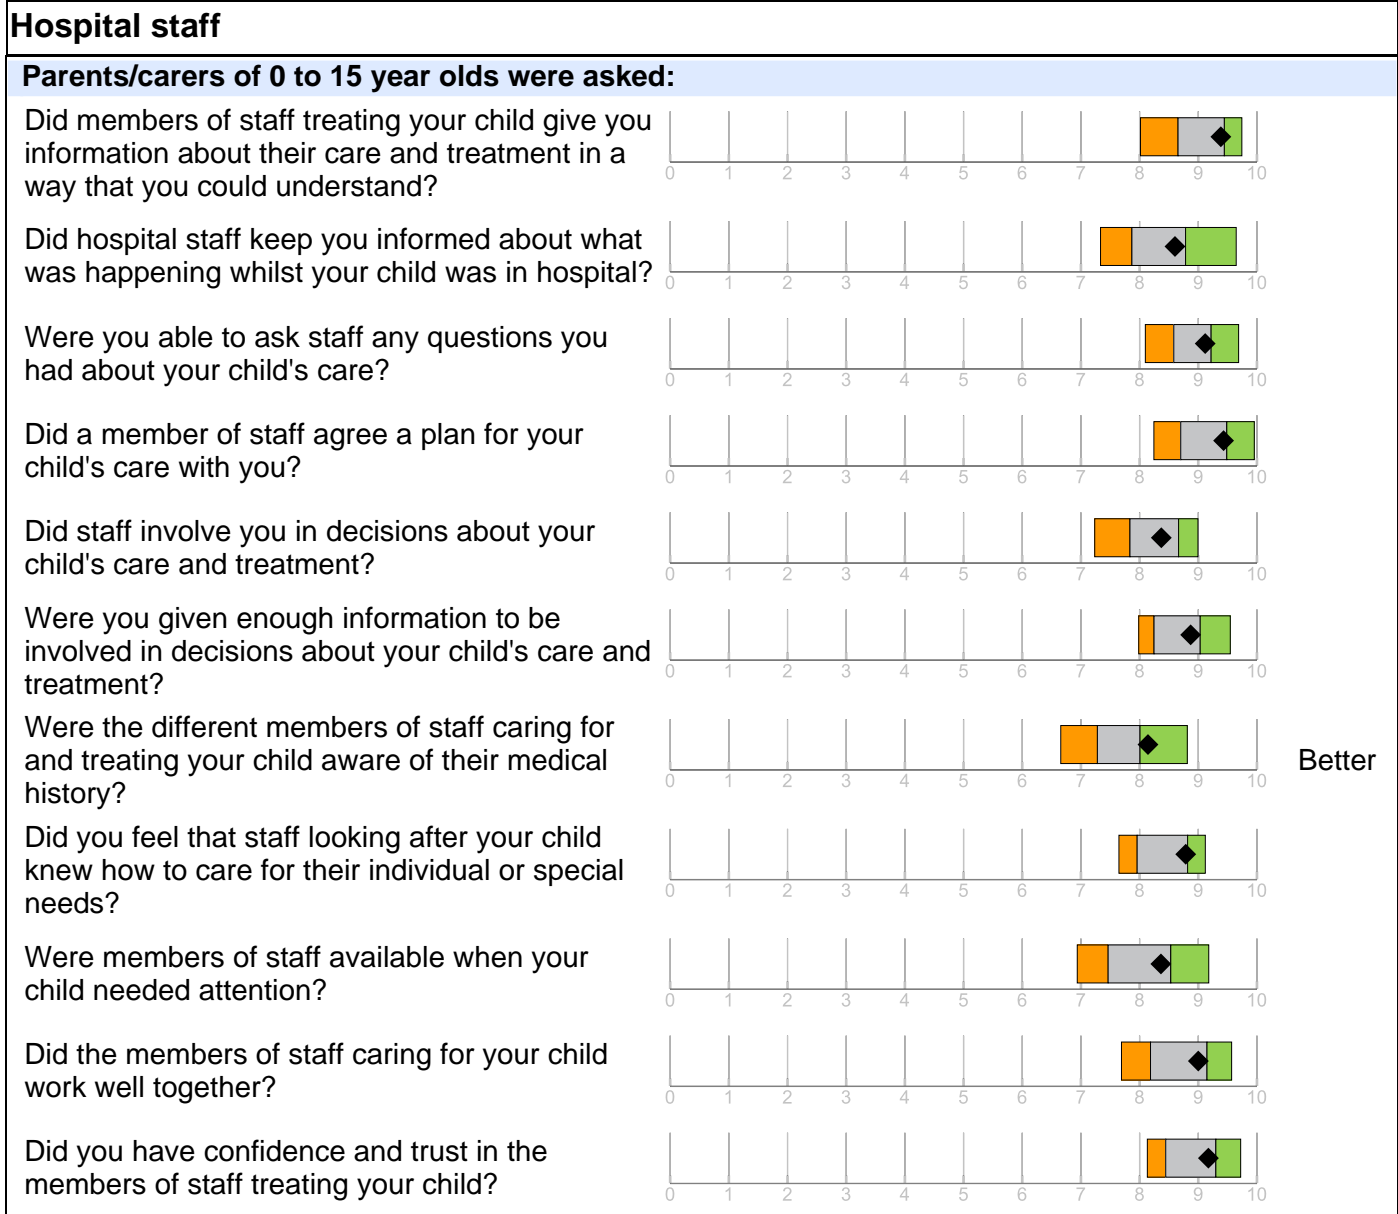 Hospital staff
Parents/carers of 0 to 15 year olds were asked:
Did members of staff treating your child give you
information about their care and treatment in a
way that you could understand?
0 1 2 3 4 5 6 7 8 9 10
Did hospital staff keep you informed about what
was happening whilst your child was in hospital?
0 1 2 3 4 5 6 7 8 9 10
Were you able to ask staff any questions you
had about your child's care?
0 1 2 3 4 5 6 7 8 9 10
Did a member of staff agree a plan for your
child's care with you?
0 1 2 3 4 5 6 7 8 9 10
Did staff involve you in decisions about your
child's care and treatment?
0 1 2 3 4 5 6 7 8 9 10
Were you given enough information to be
involved in decisions about your child's care and
treatment?
0 1 2 3 4 5 6 7 8 9 10
Were the different members of staff caring for
and treating your child aware of their medical
history?
0 1 2 3 4 5 6 7 8 9 10
Better
Did you feel that staff looking after your child
knew how to care for their individual or special
needs?
0 1 2 3 4 5 6 7 8 9 10
Were members of staff available when your
child needed attention?
0 1 2 3 4 5 6 7 8 9 10
Did the members of staff caring for your child
work well together?
0 1 2 3 4 5 6 7 8 9 10
Did you have confidence and trust in the
members of staff treating your child?
0 1 2 3 4 5 6 7 8 9 10